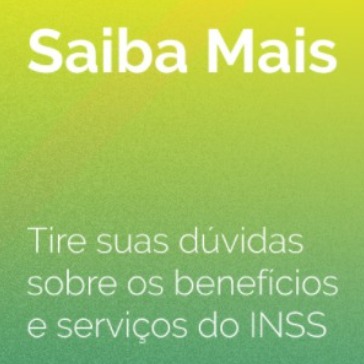 Saiba Mais
Tire suas dúvidas
sobre os benefícios
e serviços do INSS